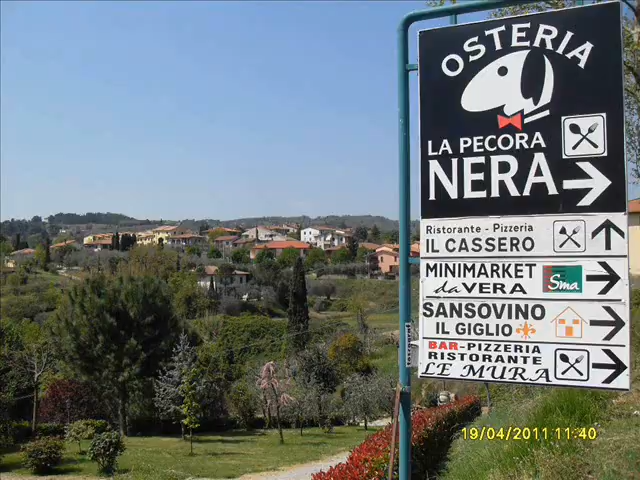 OSTERIA
LA PECORA
NERA
Ristorante - Pizzeria
IL CASSERO
MINIMARKET
da VERA
Sma
SANSOVINO
IL GIGLIO
BAR-PIZZERIA
RISTORANTE
LE MURA
19/04/2011 11:40